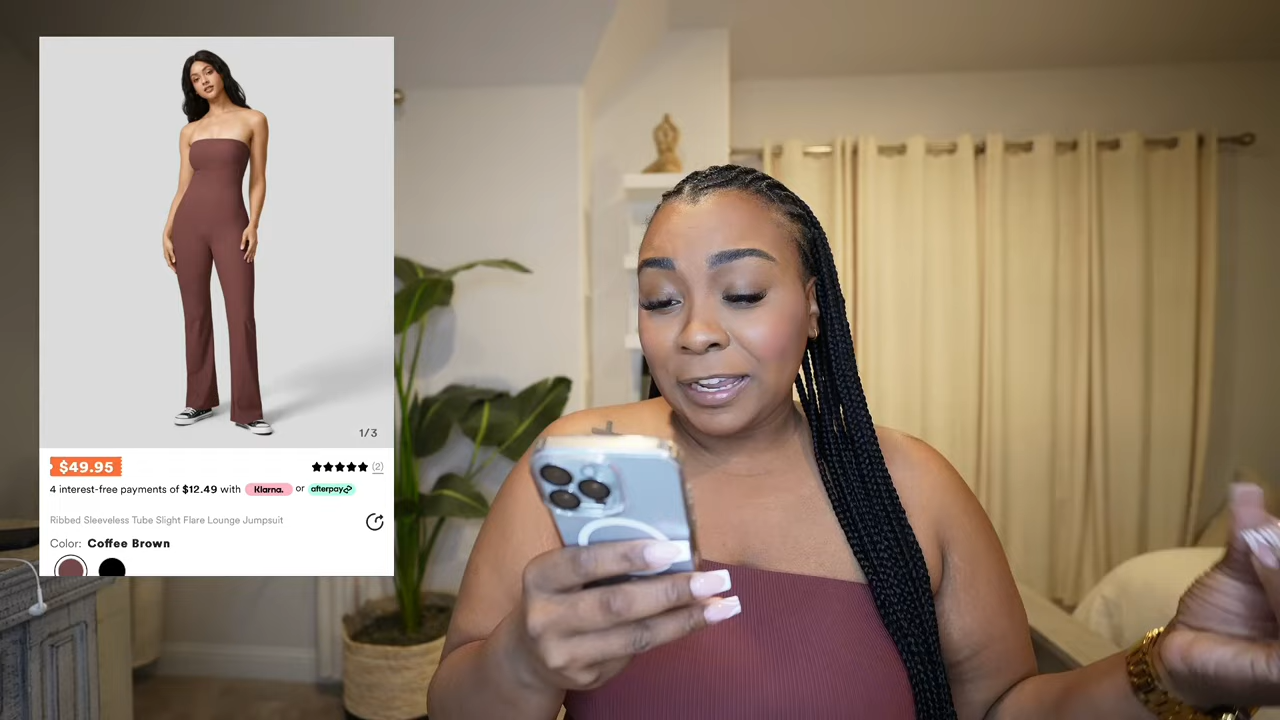 1/3
$49.95
(2)
4 interest-free payments of $12.49 with Klarna. or afterpay
Ribbed Sleeveless Tube Slight Flare Lounge Jumpsuit
Color: Coffee Brown